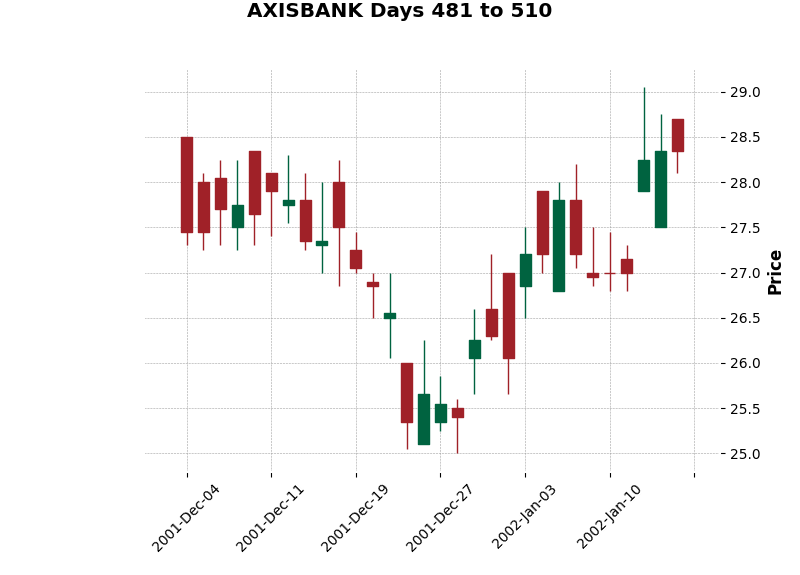 AXISBANK Days 481 to 510
29.0
28.5
28.0
27.5
27.0
26.5
26.0
25.5
25.0
Price
2001-Dec-04
2001-Dec-11
2001-Dec-19
2001-Dec-27
2002-Jan-03
2002-Jan-10